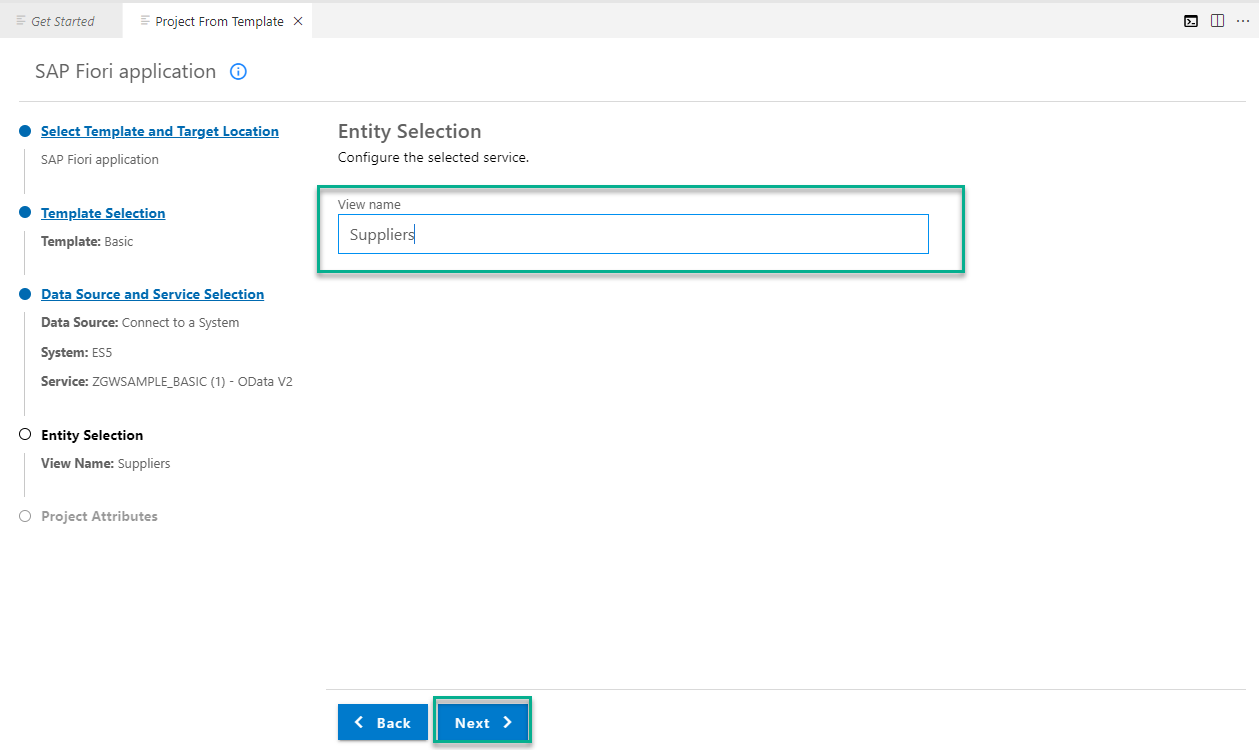 Get Started
Project From Template
SAP Fiori application
Select Template and Target Location
SAP Fiori application
Template Selection
Template: Basic
Data Source and Service Selection
Data Source: Connect to a System
System: ES5
Service: ZGWSAMPLE_BASIC (1) - OData V2
Entity Selection
View Name: Suppliers
Project Attributes
Entity Selection
Configure the selected service.
View name
Suppliers
Back
Next